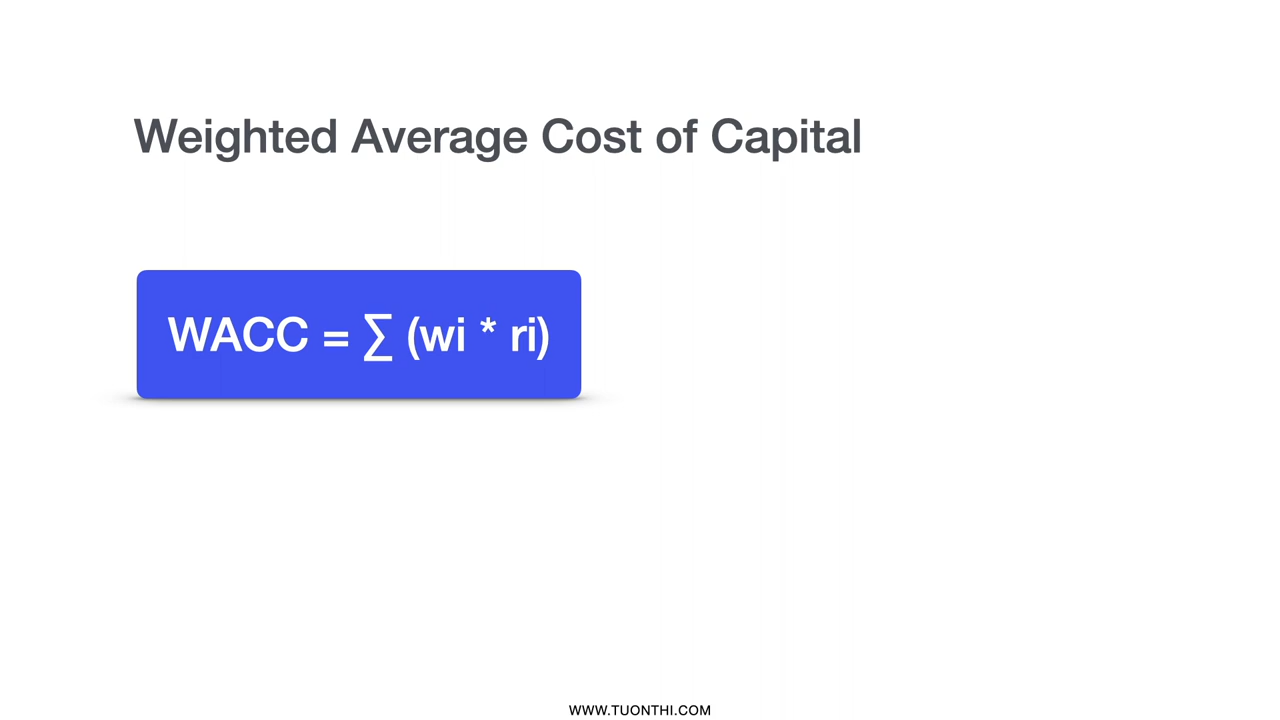 Weighted Average Cost of Capital
WACC = ∑ (wi * ri)
WWW.TUONTHI.COM